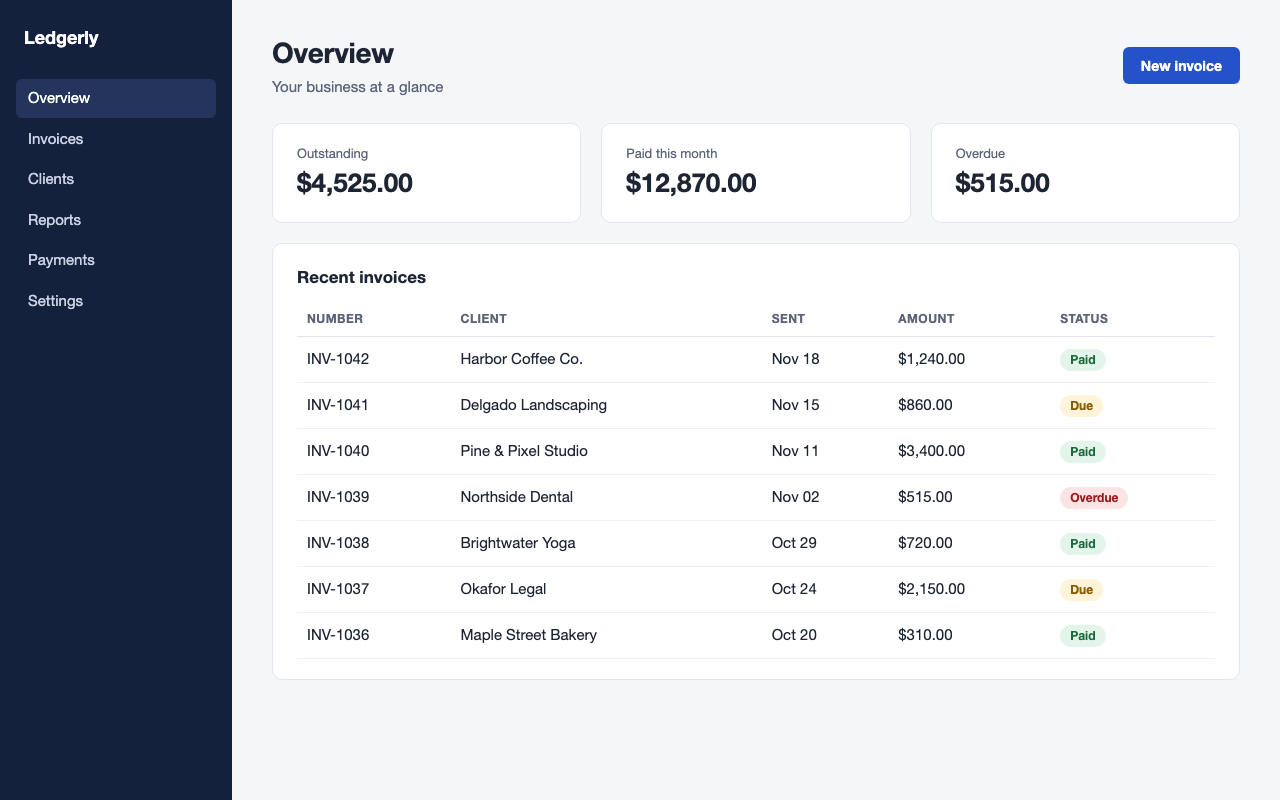 Ledgerly
Overview
Invoices
Clients
Reports
Payments
Settings
Overview
Your business at a glance
New invoice
Outstanding
$4,525.00
Paid this month
$12,870.00
Overdue
$515.00
Recent invoices
NUMBER CLIENT SENT AMOUNT STATUS
INV-1042 Harbor Coffee Co. Nov 18 $1,240.00 Paid
INV-1041 Delgado Landscaping Nov 15 $860.00 Due
INV-1040 Pine & Pixel Studio Nov 11 $3,400.00 Paid
INV-1039 Northside Dental Nov 02 $515.00 Overdue
INV-1038 Brightwater Yoga Oct 29 $720.00 Paid
INV-1037 Okafor Legal Oct 24 $2,150.00 Due
INV-1036 Maple Street Bakery Oct 20 $310.00 Paid